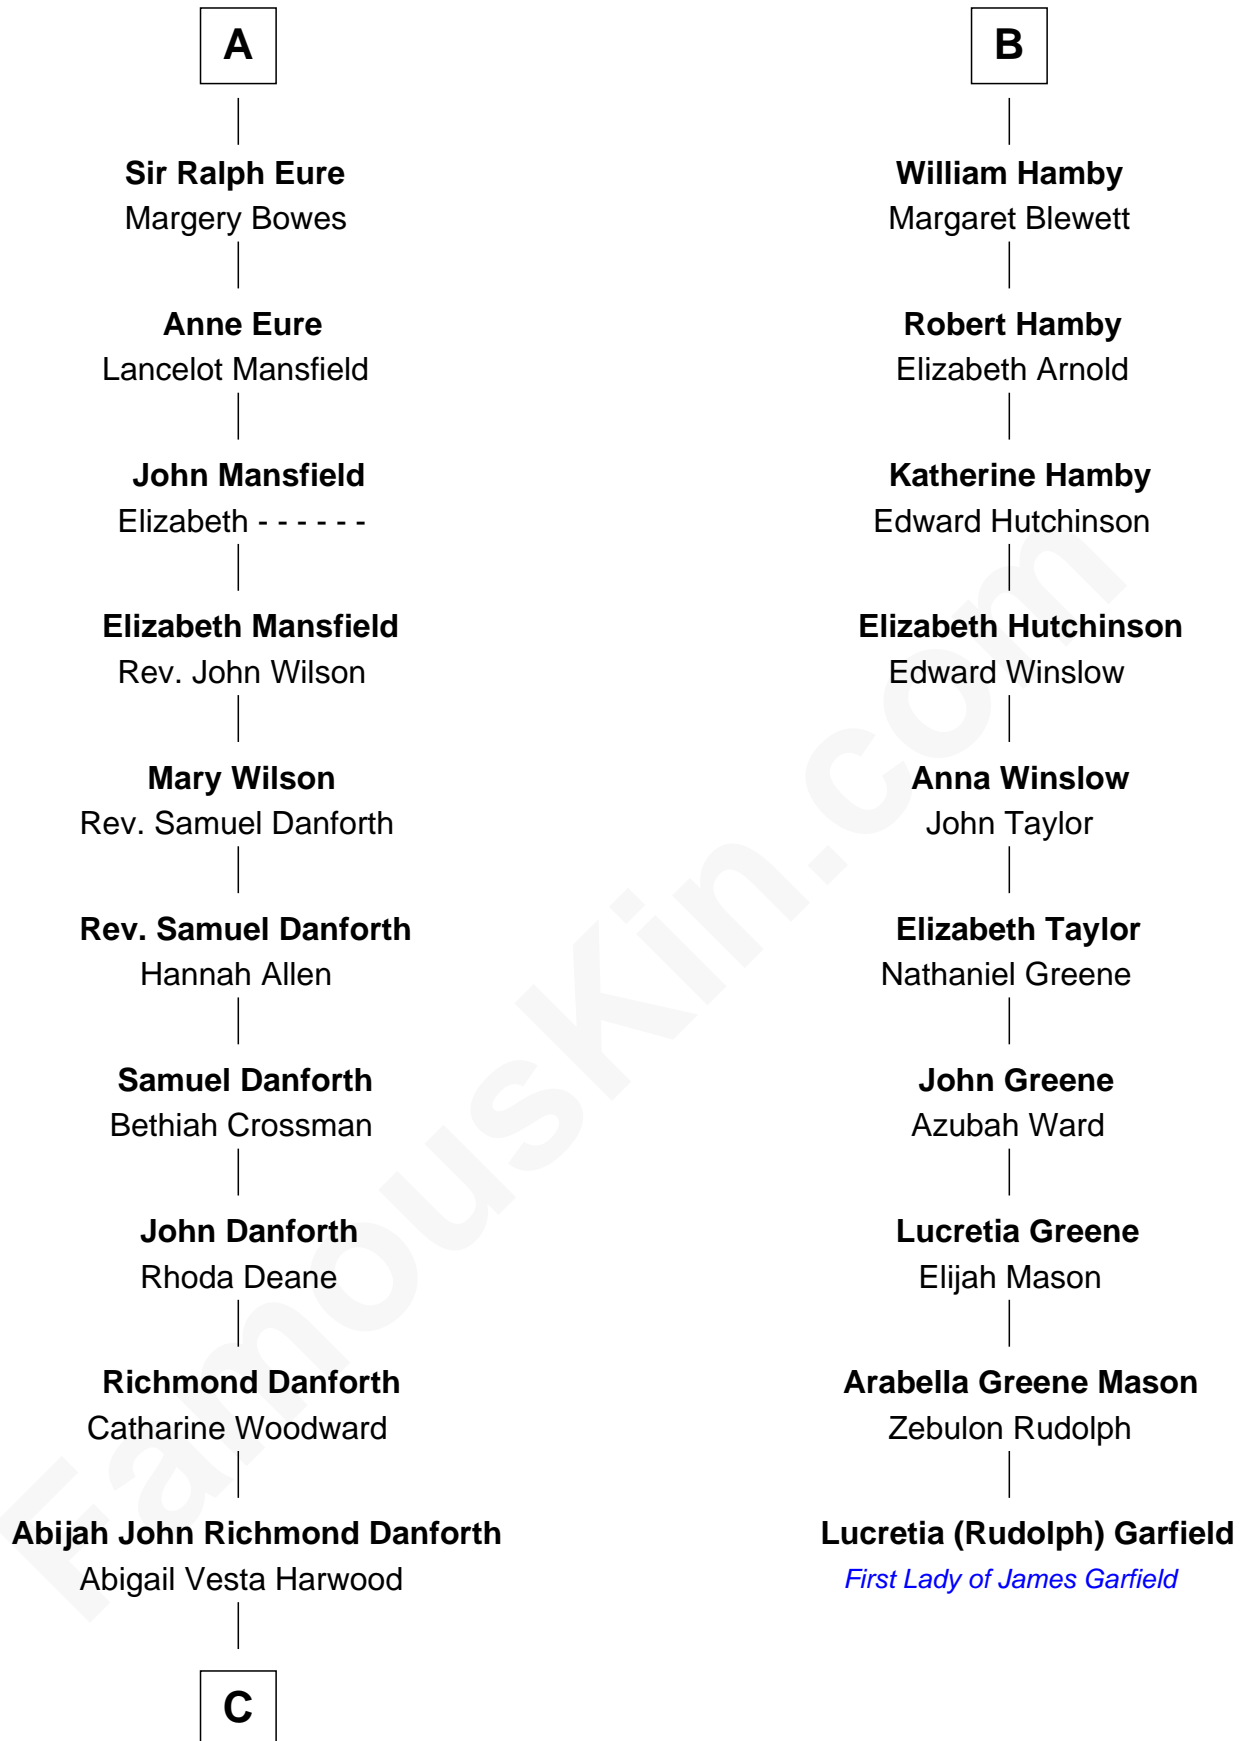 A
Sir Ralph Eure
Margery Bowes
Anne Eure
Lancelot Mansfield
John Mansfield
Elizabeth - - - - - -
Elizabeth Mansfield
Rev. John Wilson
Mary Wilson
Rev. Samuel Danforth
Rev. Samuel Danforth
Hannah Allen
Samuel Danforth
Bethiah Crossman
John Danforth
Rhoda Deane
Richmond Danforth
Catharine Woodward
Abijah John Richmond Danforth
Abigail Vesta Harwood
C
B
William Hamby
Margaret Blewett
Robert Hamby
Elizabeth Arnold
Katherine Hamby
Edward Hutchinson
Elizabeth Hutchinson
Edward Winslow
Anna Winslow
John Taylor
Elizabeth Taylor
Nathaniel Greene
John Greene
Azubah Ward
Lucretia Greene
Elijah Mason
Arabella Greene Mason
Zebulon Rudolph
Lucretia (Rudolph) Garfield
First Lady of James Garfield
FamousKin.com